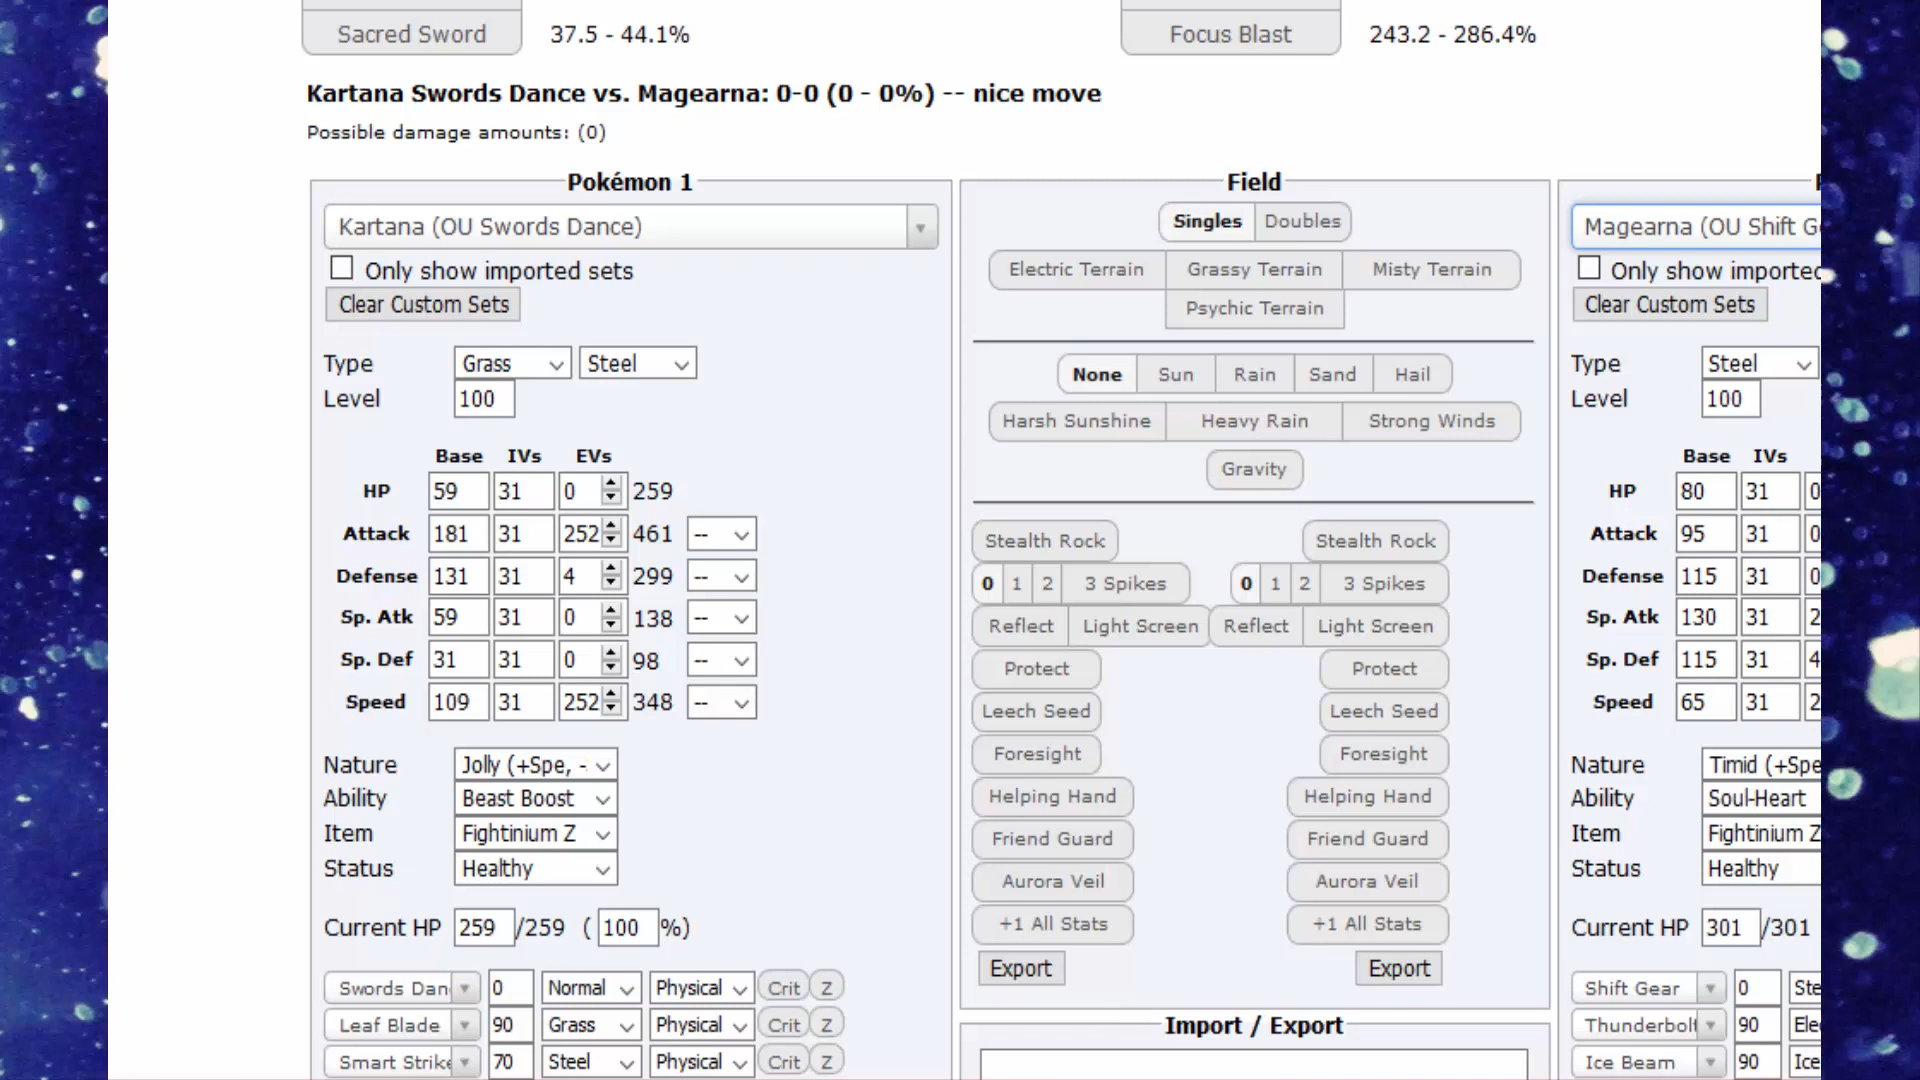 Sacred Sword 37.5 - 44.1% Focus Blast 243.2 - 286.4%
Kartana Swords Dance vs. Magearna: 0-0 (0 - 0%) -- nice move
Possible damage amounts: (0)
Pokémon 1
Kartana (OU Swords Dance)
Only show imported sets
Clear Custom Sets
Type Grass Steel
Level 100
Base IVs EVs
HP 59 31 0 259
Attack 181 31 252 461 --
Defense 131 31 4 299 --
Sp. Atk 59 31 0 138 --
Sp. Def 31 31 0 98 --
Speed 109 31 252 348 --
Nature Jolly (+Spe, -
Ability Beast Boost
Item Fightinium Z
Status Healthy
Current HP 259 /259 ( 100 %)
Swords Dan 0 Normal Physical Crit Z
Leaf Blade 90 Grass Physical Crit Z
Smart Strike 70 Steel Physical Crit Z
Field
Singles Doubles
Electric Terrain Grassy Terrain Misty Terrain
Psychic Terrain
None Sun Rain Sand Hail
Harsh Sunshine Heavy Rain Strong Winds
Gravity
Stealth Rock Stealth Rock
0 1 2 3 Spikes 0 1 2 3 Spikes
Reflect Light Screen Reflect Light Screen
Protect Protect
Leech Seed Leech Seed
Foresight Foresight
Helping Hand Helping Hand
Friend Guard Friend Guard
Aurora Veil Aurora Veil
+1 All Stats +1 All Stats
Export Export
Import / Export
Magearna (OU Shift G
Only show imported
Clear Custom Sets
Type Steel
Level 100
Base IVs
HP 80 31 0
Attack 95 31 0
Defense 115 31 0
Sp. Atk 130 31 2
Sp. Def 115 31 4
Speed 65 31 2
Nature Timid (+Spe
Ability Soul-Heart
Item Fightinium Z
Status Healthy
Current HP 301 /301
Shift Gear 0 Ste
Thunderbolt 90 Ele
Ice Beam 90 Ice